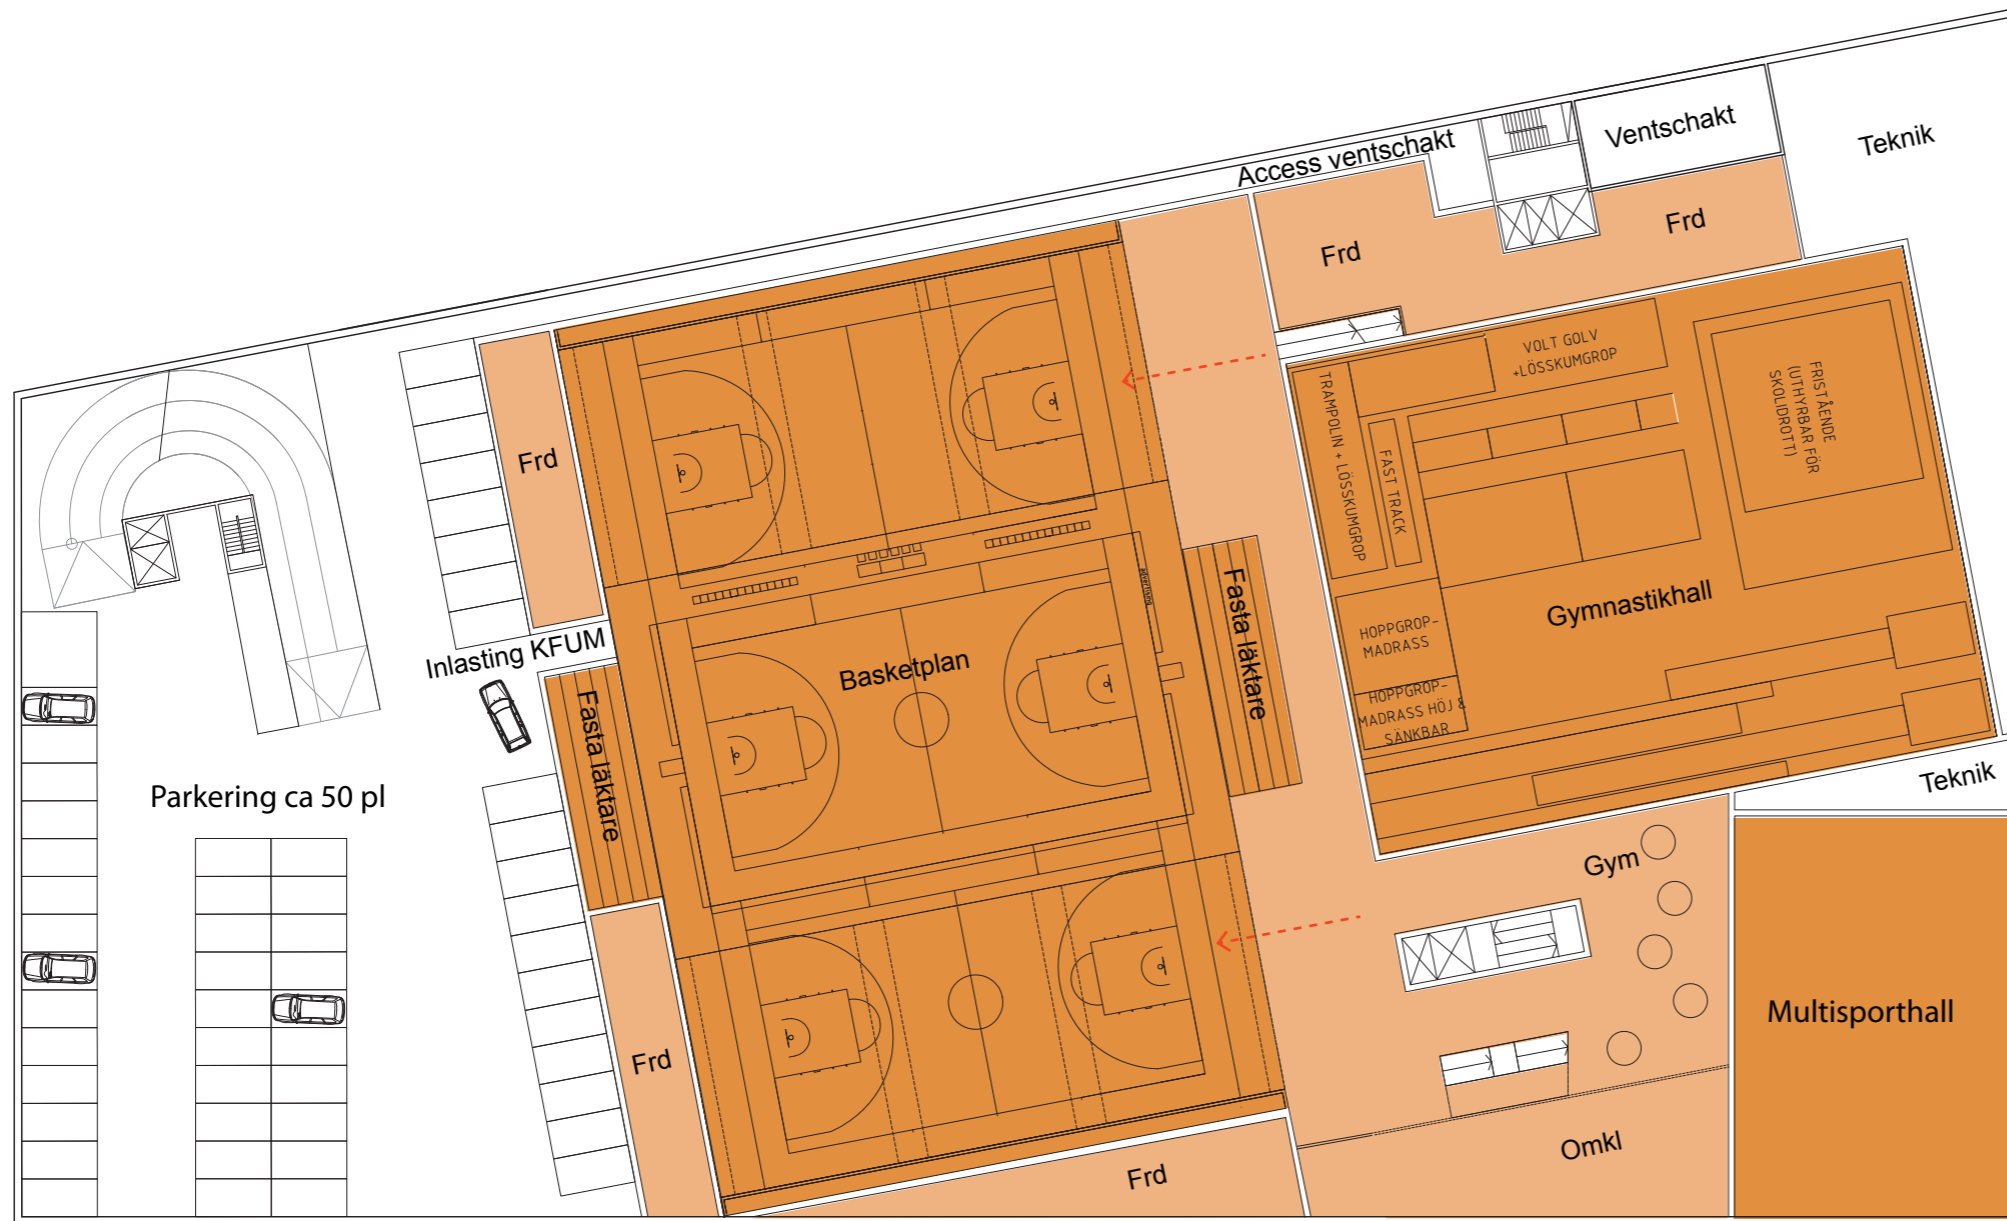 Access ventschakt
Ventschakt
Teknik
Frd
Frd
Frd
VOLT GOLV
+LÖSSKUMGROP
TRAMPOLIN + LÖSSKUMGROP
FAST TRACK
FRISTÅENDE
(UTHYRBAR FÖR
SKOLIDROTT)
Inlasting KFUM
Fasta läktare
Basketplan
advertising
Fasta läktare
HOPPGROP-
MADRASS
HOPPGROP-
MADRASS HÖJ &
SÄNKBAR
Gymnastikhall
Parkering ca 50 pl
Teknik
Gym
Multisporthall
Frd
Frd
Omkl